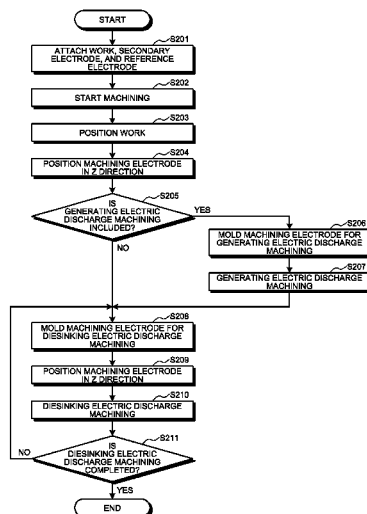 START
S201
ATTACH WORK, SECONDARY
ELECTRODE, AND REFERENCE
ELECTRODE
S202
START MACHINING
S203
POSITION WORK
S204
POSITION MACHINING ELECTRODE
IN Z DIRECTION
S205
IS
GENERATING ELECTRIC
DISCHARGE MACHINING
INCLUDED?
YES
NO
S206
MOLD MACHINING ELECTRODE FOR
GENERATING ELECTRIC DISCHARGE
MACHINING
S207
GENERATING ELECTRIC DISCHARGE
MACHINING
S208
MOLD MACHINING ELECTRODE FOR
DIESINKING ELECTRIC DISCHARGE
MACHINING
S209
POSITION MACHINING ELECTRODE
IN Z DIRECTION
S210
DIESINKING ELECTRIC DISCHARGE
MACHINING
S211
IS
DIESINKING ELECTRIC
DISCHARGE MACHINING
COMPLETED?
NO
YES
END